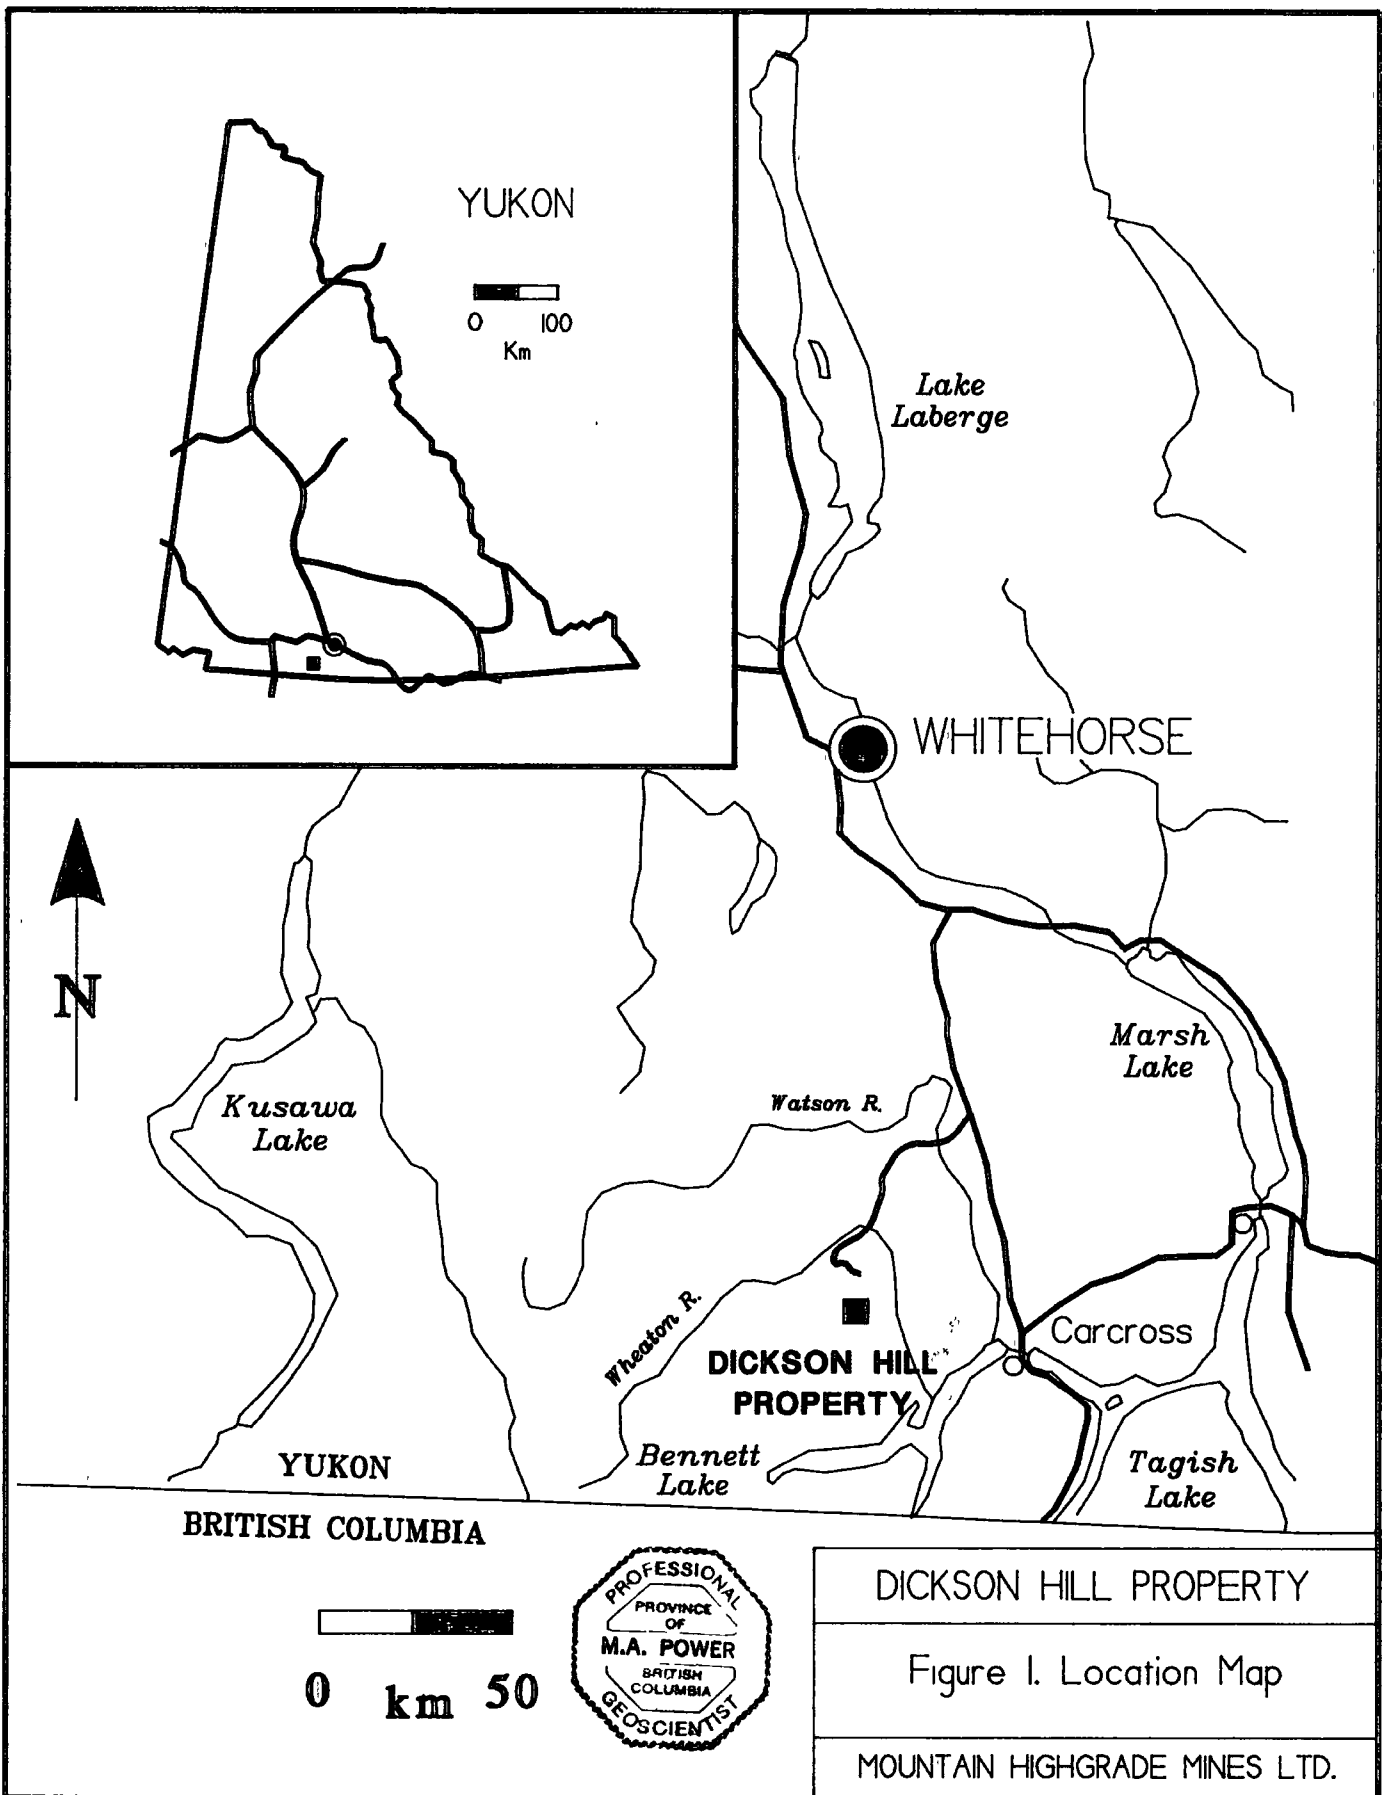 YUKON
0 100
Km
Lake
Laberge
WHITEHORSE
N
Kusawa
Lake
Watson R.
Marsh
Lake
Wheaton R.
Carcross
DICKSON HILL
PROPERTY
Bennett
Lake
Tagish
Lake
YUKON
BRITISH COLUMBIA
0 km 50
PROFESSIONAL
PROVINCE
OF
M.A. POWER
BRITISH
COLUMBIA
GEOSCIENTIST
DICKSON HILL PROPERTY
Figure 1. Location Map
MOUNTAIN HIGHGRADE MINES LTD.